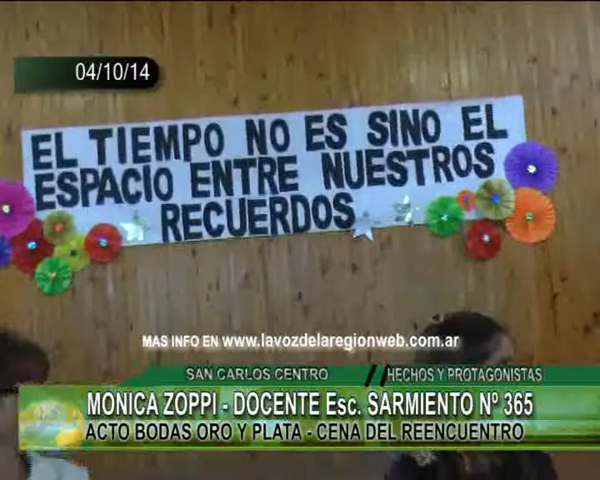 04/10/14
EL TIEMPO NO ES SINO EL
ESPACIO ENTRE NUESTROS
RECUERDOS
MAS INFO EN www.lavozdelaregionweb.com.ar
SAN CARLOS CENTRO // HECHOS Y PROTAGONISTAS
MONICA ZOPPI - DOCENTE Esc. SARMIENTO Nº 365
ACTO BODAS ORO Y PLATA - CENA DEL REENCUENTRO